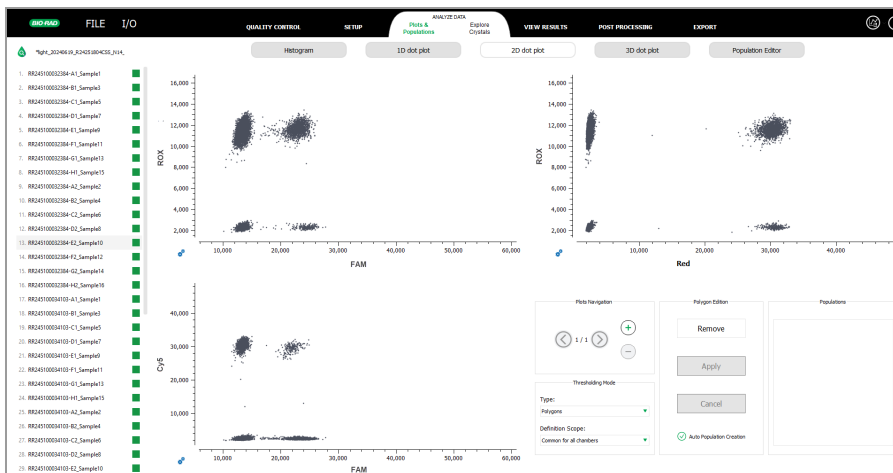 BIO-RAD FILE I/O
QUALITY CONTROL SETUP ANALYZE DATA Plots & Populations Explore Crystals VIEW RESULTS POST PROCESSING EXPORT
Histogram 1D dot plot 2D dot plot 3D dot plot Population Editor
1. RR245100032384-A1_Sample1
2. RR245100032384-B1_Sample3
3. RR245100032384-C1_Sample5
4. RR245100032384-D1_Sample7
5. RR245100032384-E1_Sample9
6. RR245100032384-F1_Sample11
7. RR245100032384-G1_Sample13
8. RR245100032384-H1_Sample15
9. RR245100032384-A2_Sample2
10. RR245100032384-B2_Sample4
11. RR245100032384-C2_Sample6
12. RR245100032384-D2_Sample8
13. RR245100032384-E2_Sample10
14. RR245100032384-F2_Sample12
15. RR245100032384-G2_Sample14
16. RR245100032384-H2_Sample16
17. RR245100034103-A1_Sample1
18. RR245100034103-B1_Sample3
19. RR245100034103-C1_Sample5
20. RR245100034103-D1_Sample7
21. RR245100034103-E1_Sample9
22. RR245100034103-F1_Sample11
23. RR245100034103-G1_Sample13
24. RR245100034103-H1_Sample15
25. RR245100034103-A2_Sample2
26. RR245100034103-B2_Sample4
27. RR245100034103-C2_Sample6
28. RR245100034103-D2_Sample8
29. RR245100034103-E2_Sample10
16,000
14,000
12,000
10,000
8,000
6,000
4,000
2,000
ROX
10,000 20,000 30,000 40,000 50,000 60,000
FAM
16,000
14,000
12,000
10,000
8,000
6,000
4,000
2,000
ROX
10,000 20,000 30,000 40,000
Red
40,000
30,000
20,000
10,000
Cy5
10,000 20,000 30,000 40,000 50,000 60,000
FAM
Plots Navigation
1 / 1
Thresholding Mode
Type:
Polygons
Definition Scope:
Common for all chambers
Polygon Edition
Remove
Apply
Cancel
Auto Population Creation
Populations